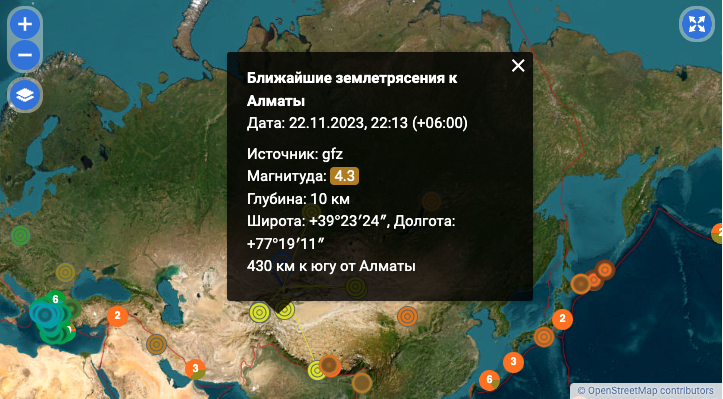 Ближайшие землетрясения к
Алматы
Дата: 22.11.2023, 22:13 (+06:00)
Источник: gfz
Магнитуда: 4.3
Глубина: 10 км
Широта: +39°23′24″, Долгота:
+77°19′11″
430 км к югу от Алматы
2
6
2
2
3
3
6
© OpenStreetMap contributors